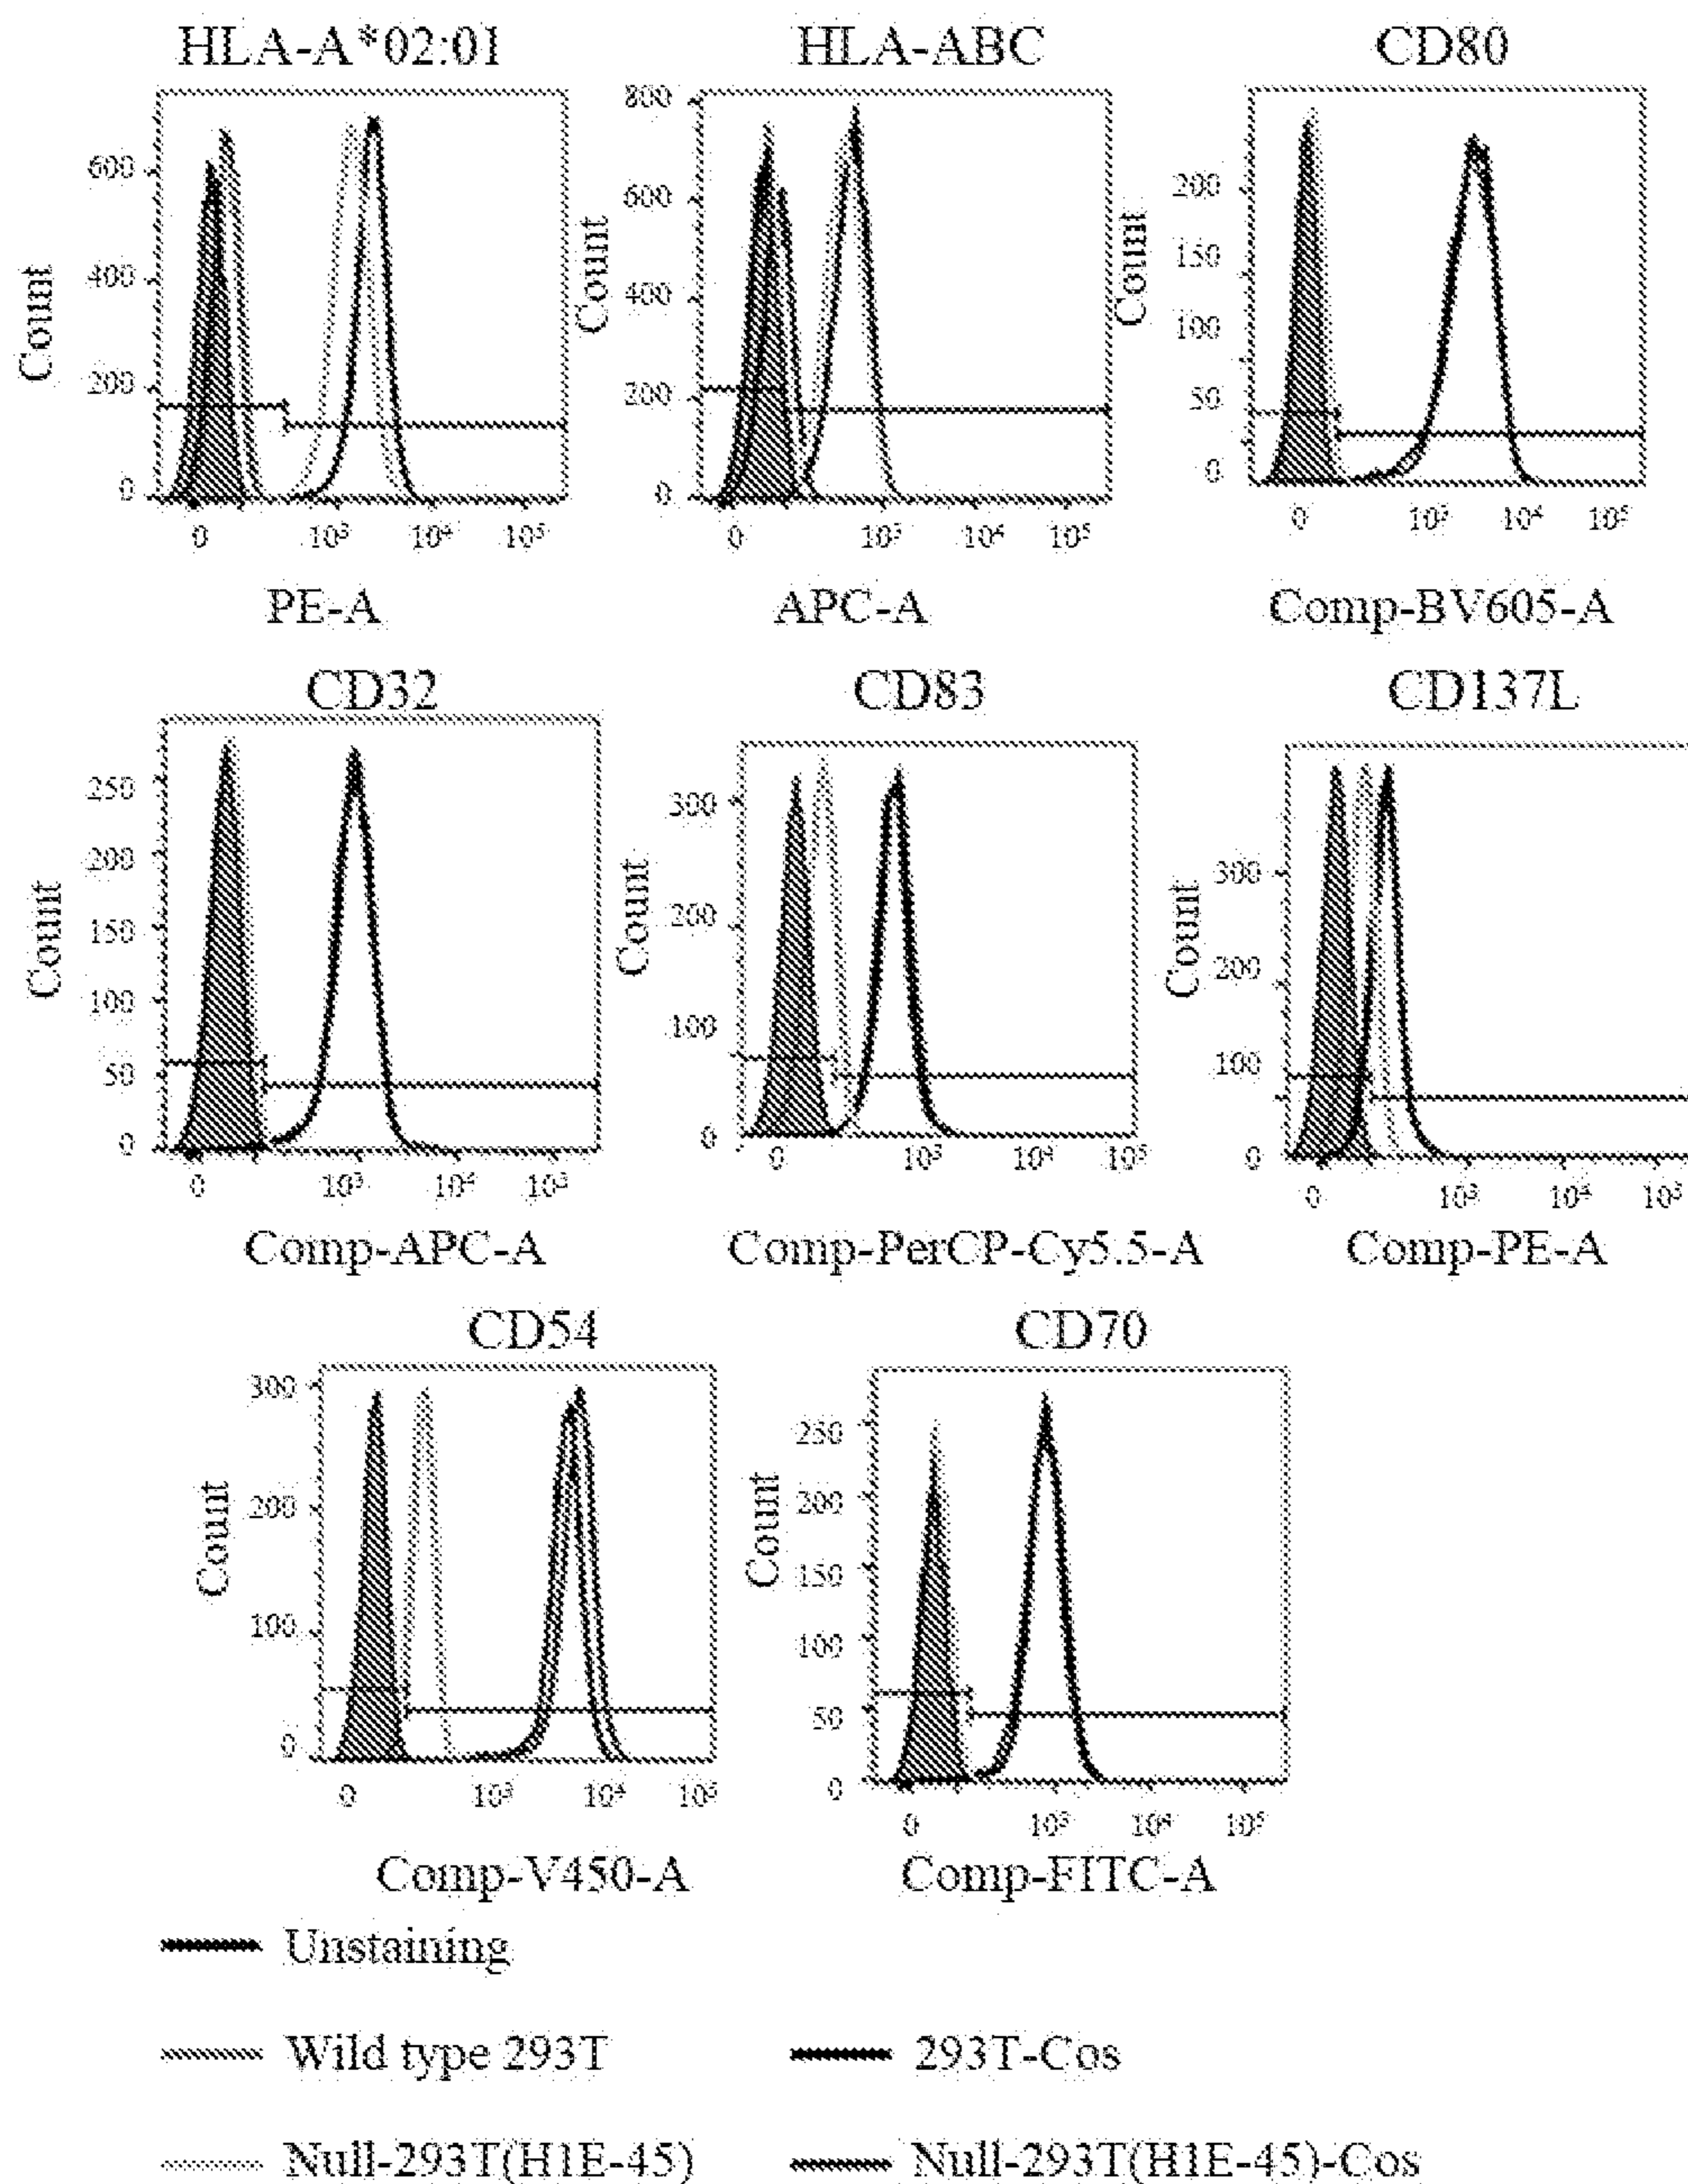 HLA-A*02:01 HLA-ABC CD80
Count 600 400 200 0
0 10³ 10⁴ 10⁵
PE-A
Count 800 600 400 200 0
0 10³ 10⁴ 10⁵
APC-A
Count 200 150 100 50 0
0 10³ 10⁴ 10⁵
Comp-BV605-A
CD32 CD83 CD137L
Count 250 200 150 100 50 0
0 10³
Comp-APC-A
Count 300 200 100 0
0 10³ 10⁴ 10⁵
Comp-PerCP-Cy5.5-A
Count 300 200 100 0
0 10³ 10⁴ 10⁵
Comp-PE-A
CD54 CD70
Count 300 200 100 0
0 10³ 10⁴ 10⁵
Comp-V450-A
Count 250 200 150 100 50 0
0 10³ 10⁴ 10⁵
Comp-FITC-A
Unstaining
Wild type 293T 293T-Cos
Null-293T(H1E-45) Null-293T(H1E-45)-Cos